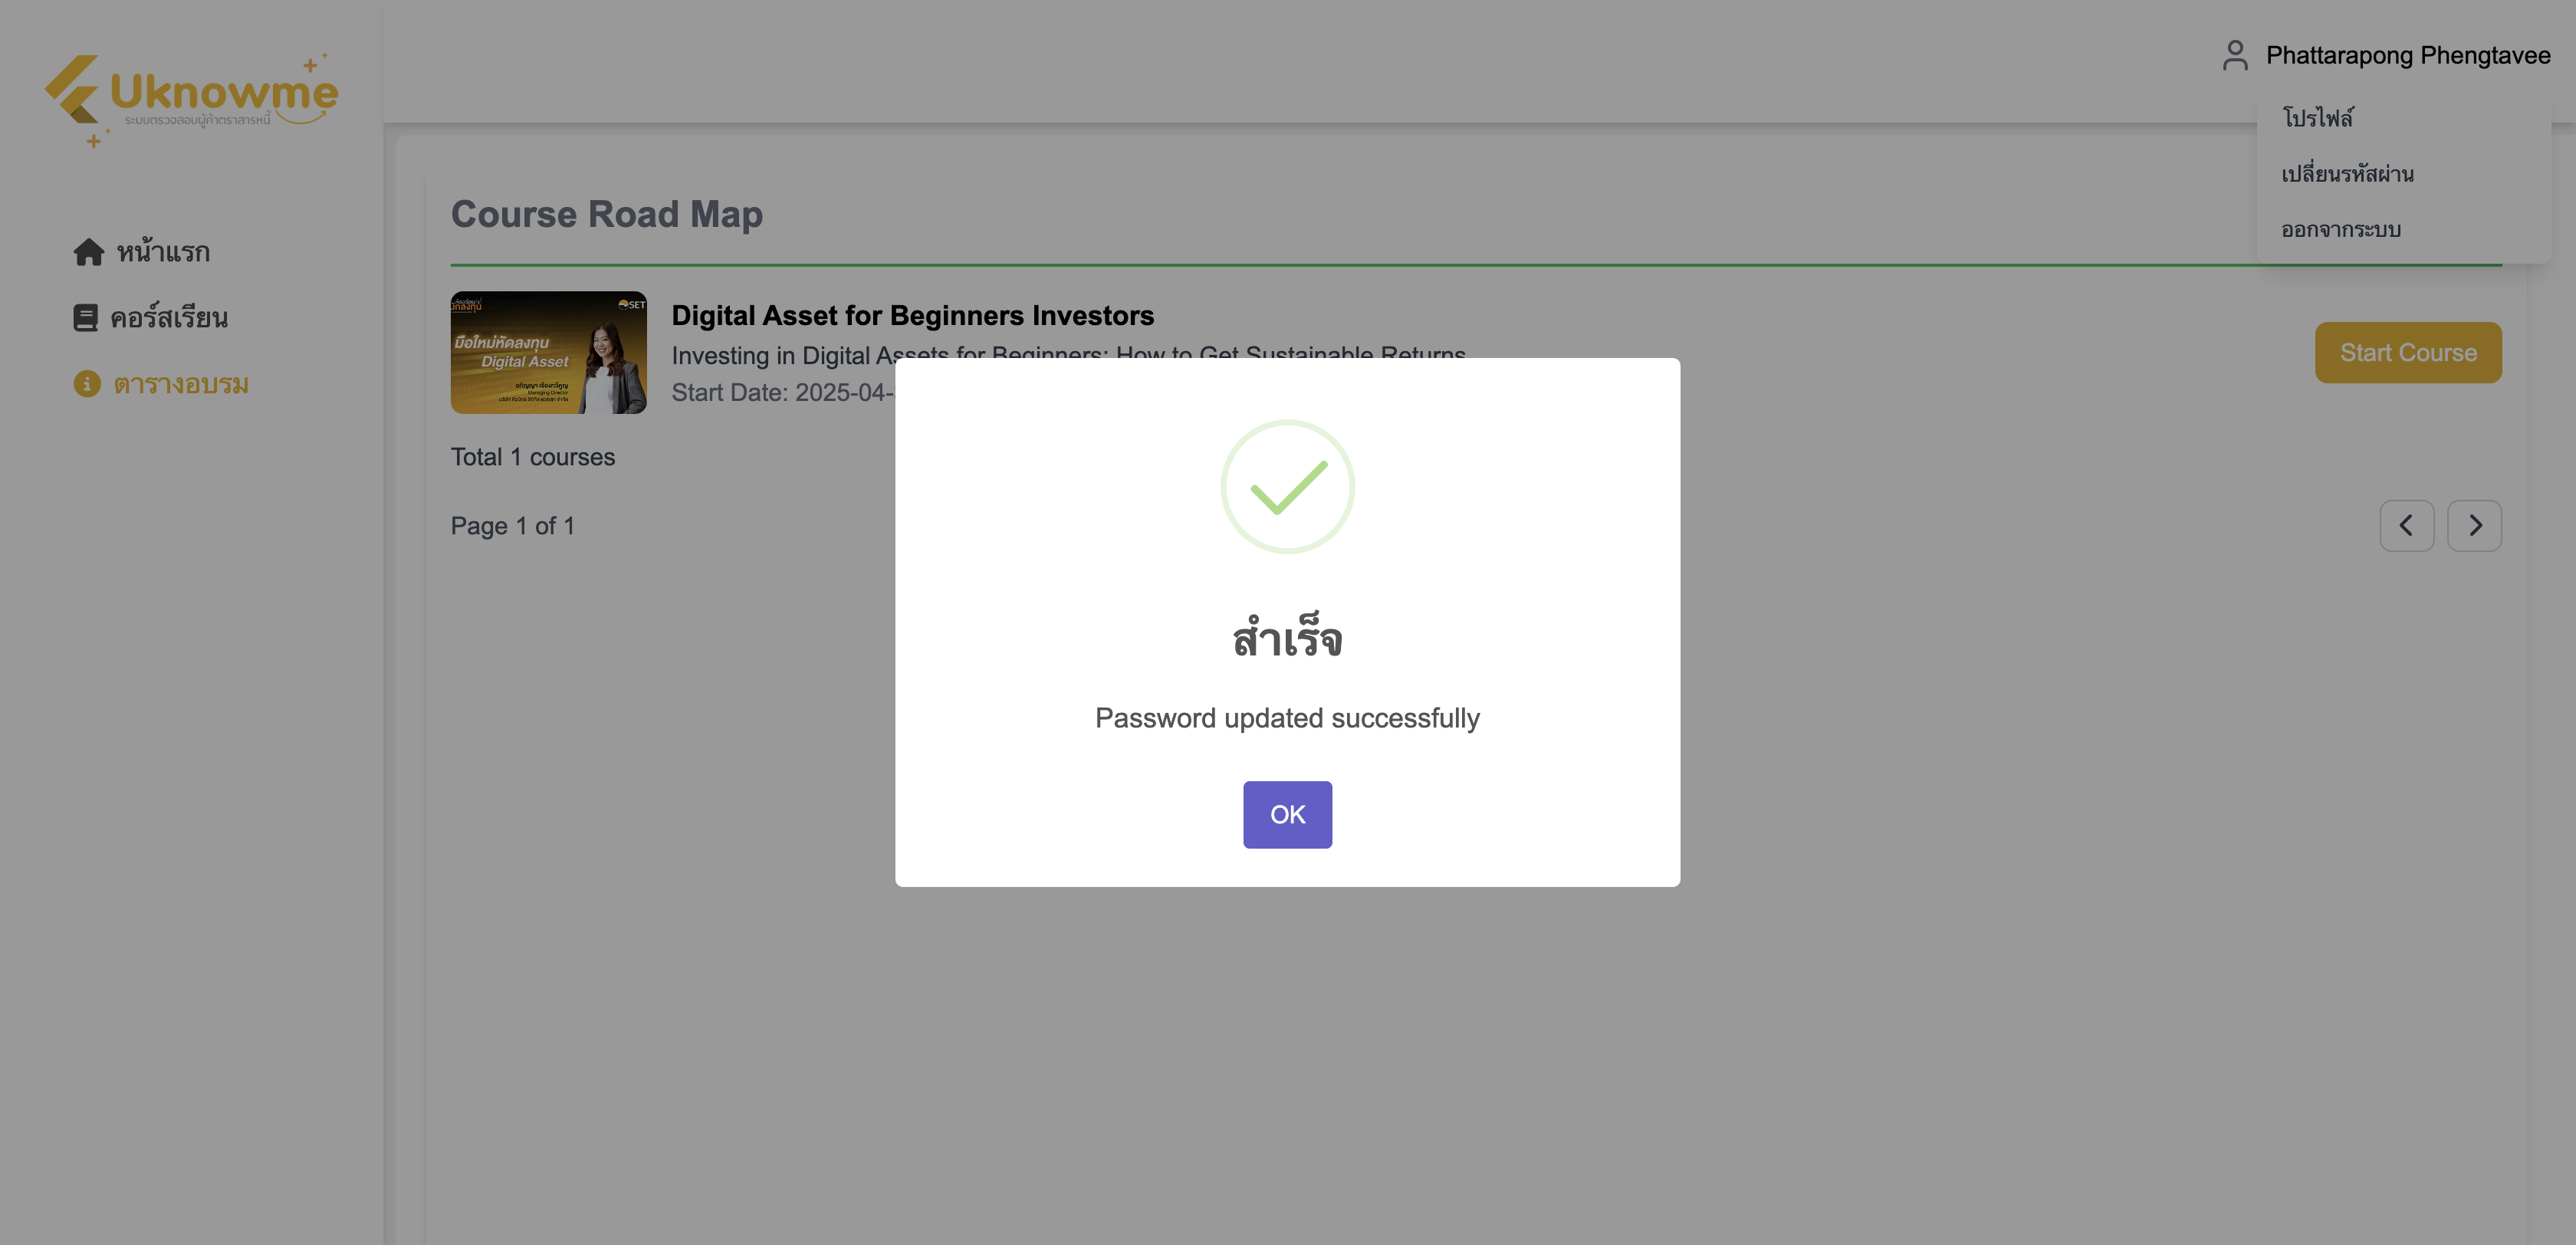 Uknowme
ระบบตรวจสอบผู้ค้าตราสารหนี้
Phattarapong Phengtavee
โปรไฟล์
เปลี่ยนรหัสผ่าน
ออกจากระบบ
หน้าแรก
คอร์สเรียน
ตารางอบรม
Course Road Map
SET
มือใหม่หัดลงทุน
Digital Asset
Managing Director
Digital Asset for Beginners Investors
Investing in Digital Assets for Beginners: How to Get Sustainable Returns
Start Date: 2025-04-
Start Course
Total 1 courses
Page 1 of 1
สำเร็จ
Password updated successfully
OK